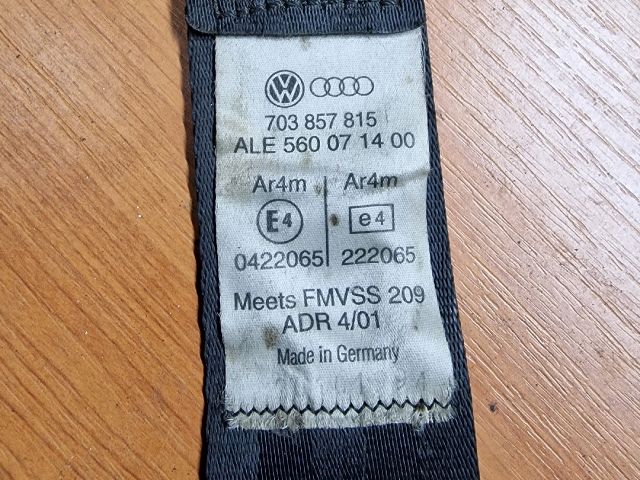 703 857 815
ALE 560 07 14 00
Ar4m Ar4m
E4 e4
0422065 222065
Meets FMVSS 209
ADR 4/01
Made in Germany